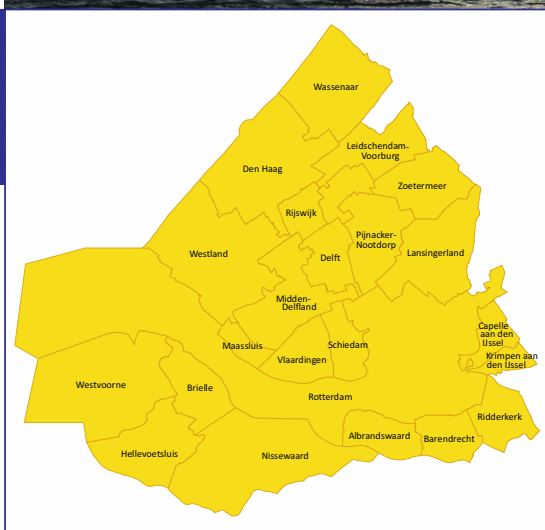 Wassenaar
Leidschendam-
Voorburg
Den Haag
Zoetermeer
Rijswijk
Pijnacker-
Nootdorp
Westland
Delft
Lansingerland
Midden-
Delfland
Capelle
aan den
IJssel
Maassluis
Schiedam
Vlaardingen
Krimpen aan
den IJssel
Westvoorne
Brielle
Rotterdam
Ridderkerk
Albrandswaard
Barendrecht
Hellevoetsluis
Nissewaard